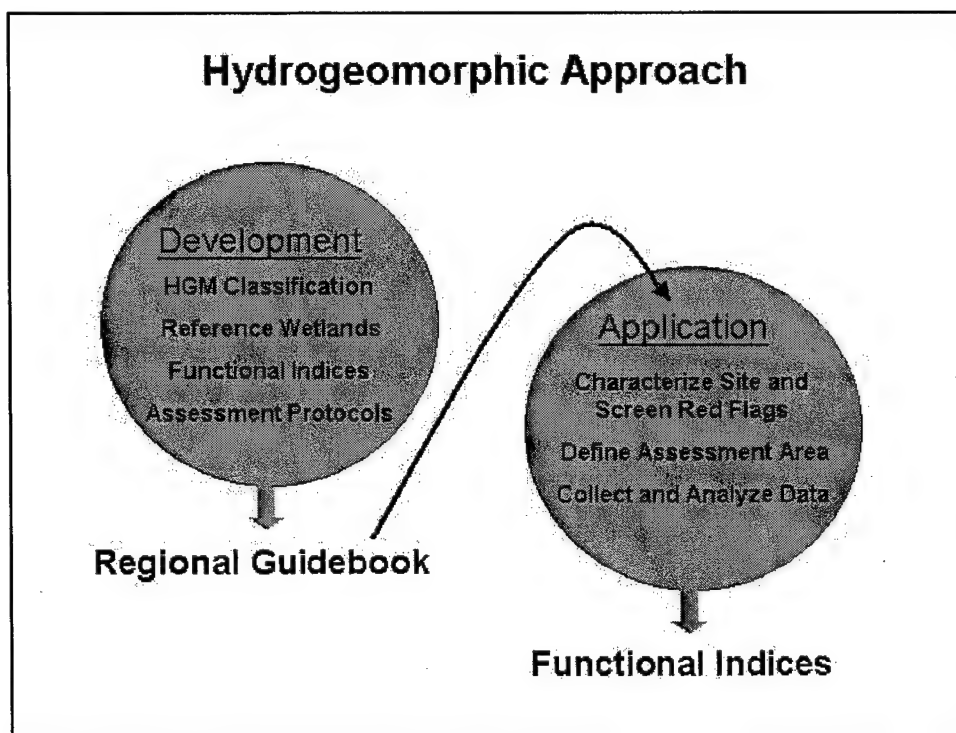 Hydrogeomorphic Approach
Development
HGM Classification
Reference Wetlands
Functional Indices
Assessment Protocols
Regional Guidebook
Application
Characterize Site and
Screen Red Flags
Define Assessment Area
Collect and Analyze Data
Functional Indices